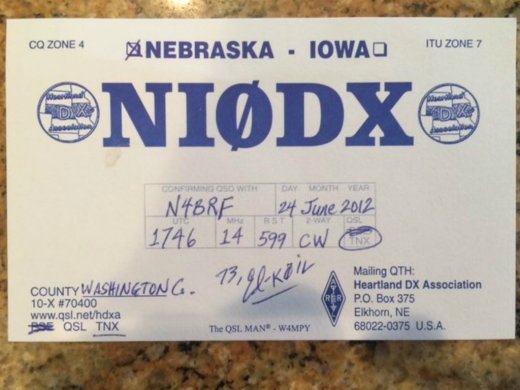 CQ ZONE 4
☒ NEBRASKA - IOWA ☐
ITU ZONE 7
NIØDX
Heartland DX Association
Heartland DX Association
CONFIRMING QSO WITH DAY MONTH YEAR
N4BRF 24 June 2012
UTC MHz RST 2-WAY QSL
1746 14 599 CW TNX
COUNTY WASHINGTON Co.
10-X #70400
www.qsl.net/hdxa
PSE QSL TNX
73,
The QSL MAN® - W4MPY
Mailing QTH:
Heartland DX Association
P.O. Box 375
Elkhorn, NE
68022-0375 U.S.A.